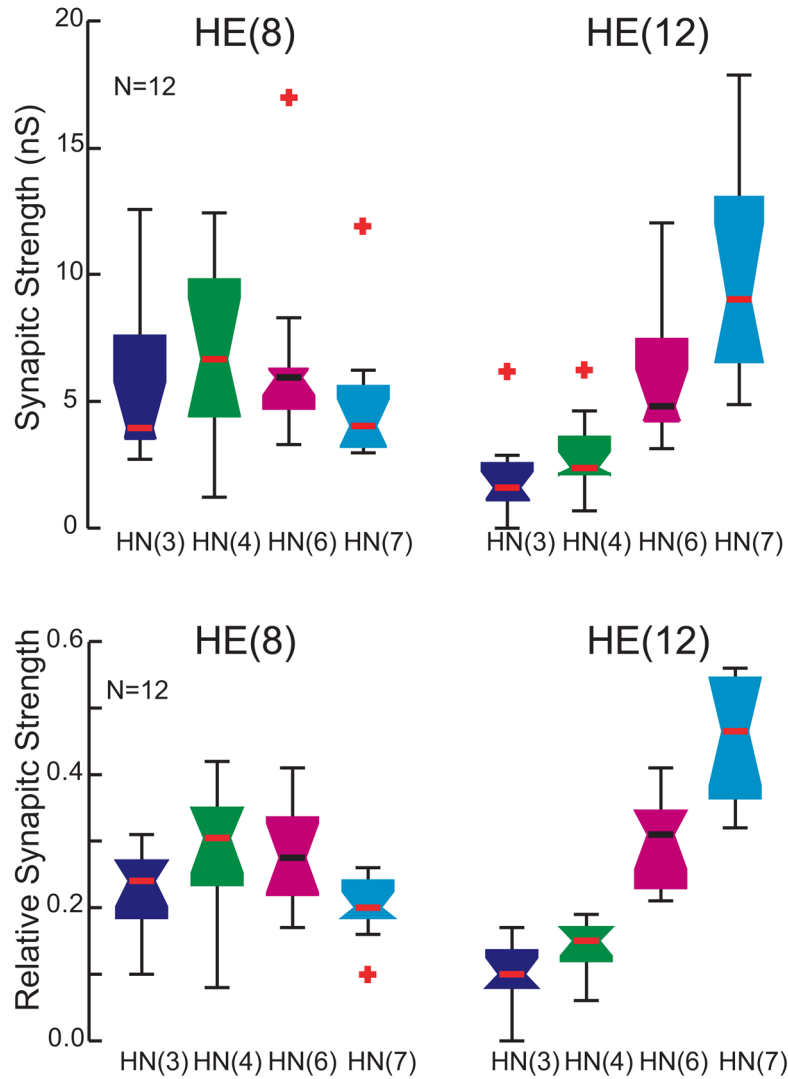 HE(8)
HE(12)
N=12
Synapitc Strength (nS)
20
15
10
5
0
HN(3) HN(4) HN(6) HN(7)
HN(3) HN(4) HN(6) HN(7)
HE(8)
HE(12)
N=12
Relative Synapitc Strength
0.6
0.4
0.2
0.0
HN(3) HN(4) HN(6) HN(7)
HN(3) HN(4) HN(6) HN(7)